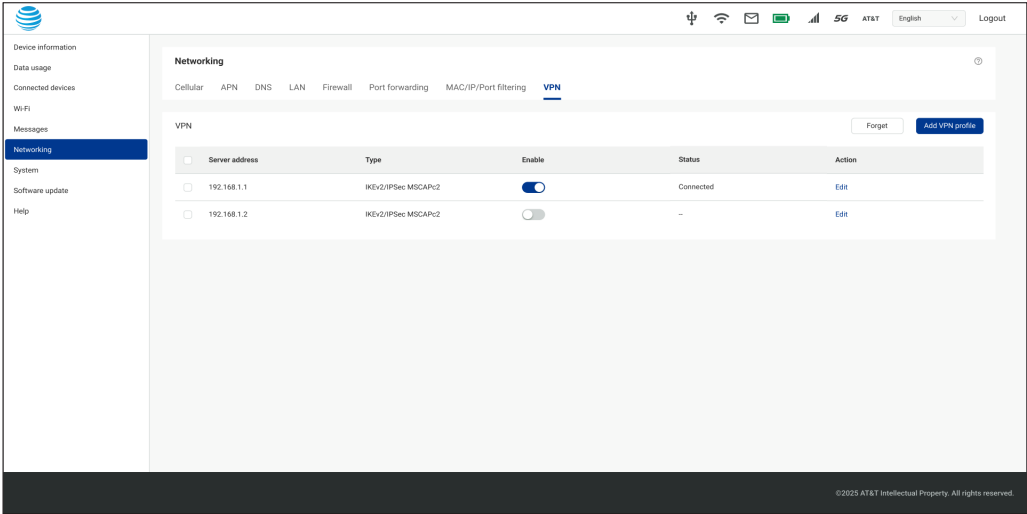 5G AT&T English Logout
Device information
Data usage
Connected devices
Wi-Fi
Messages
Networking
System
Software update
Help
Networking
Cellular APN DNS LAN Firewall Port forwarding MAC/IP/Port filtering VPN
VPN Forget Add VPN profile
Server address Type Enable Status Action
192.168.1.1 IKEv2/IPSec MSCAPc2 Connected Edit
192.168.1.2 IKEv2/IPSec MSCAPc2 – Edit
©2025 AT&T Intellectual Property. All rights reserved.